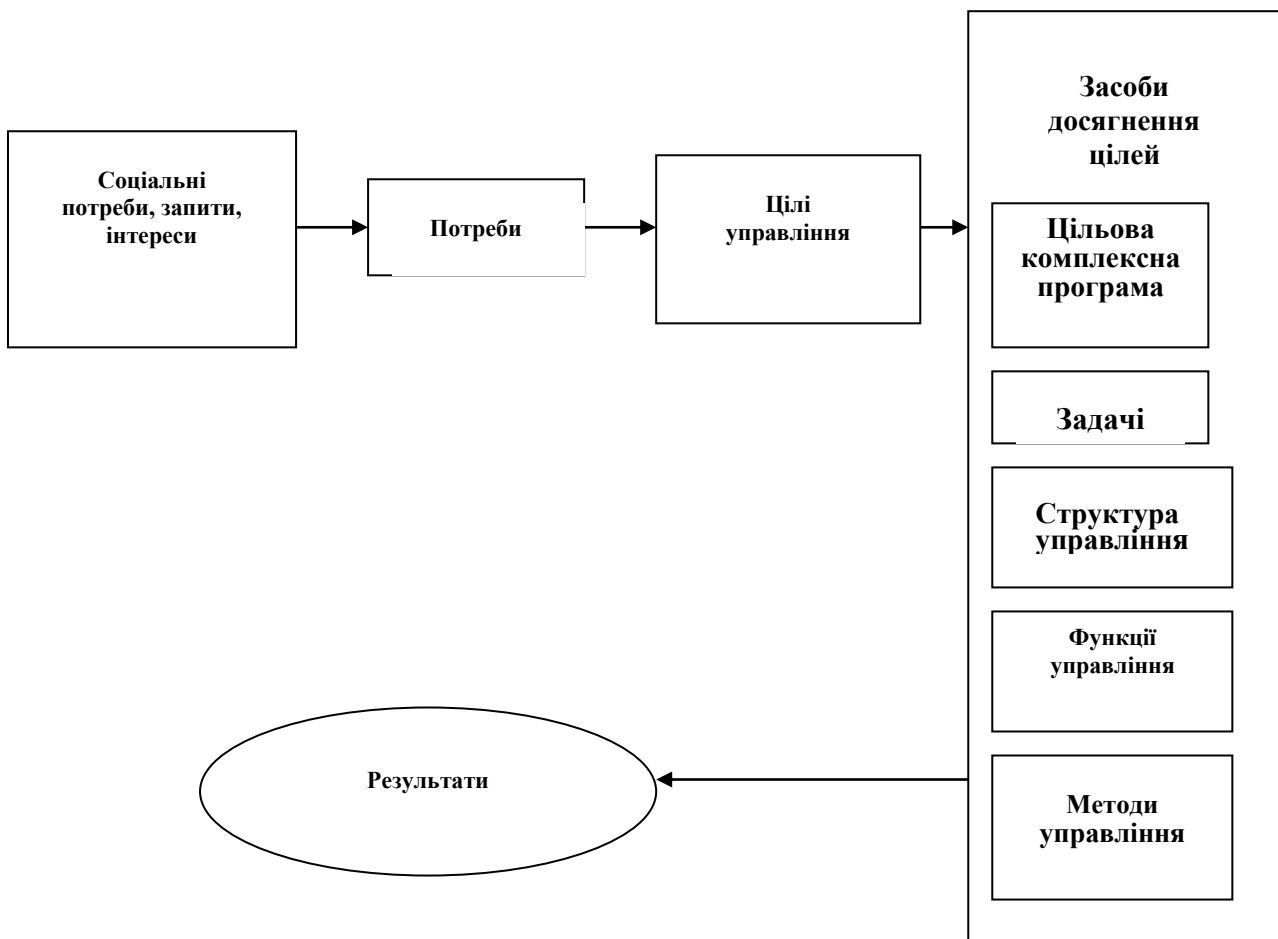 Соціальні
потреби, запити,
інтереси
Потреби
Цілі
управління
Засоби
досягнення
цілей
Цільова
комплексна
програма
Задачі
Структура
управління
Функції
управління
Методи
управління
Результати